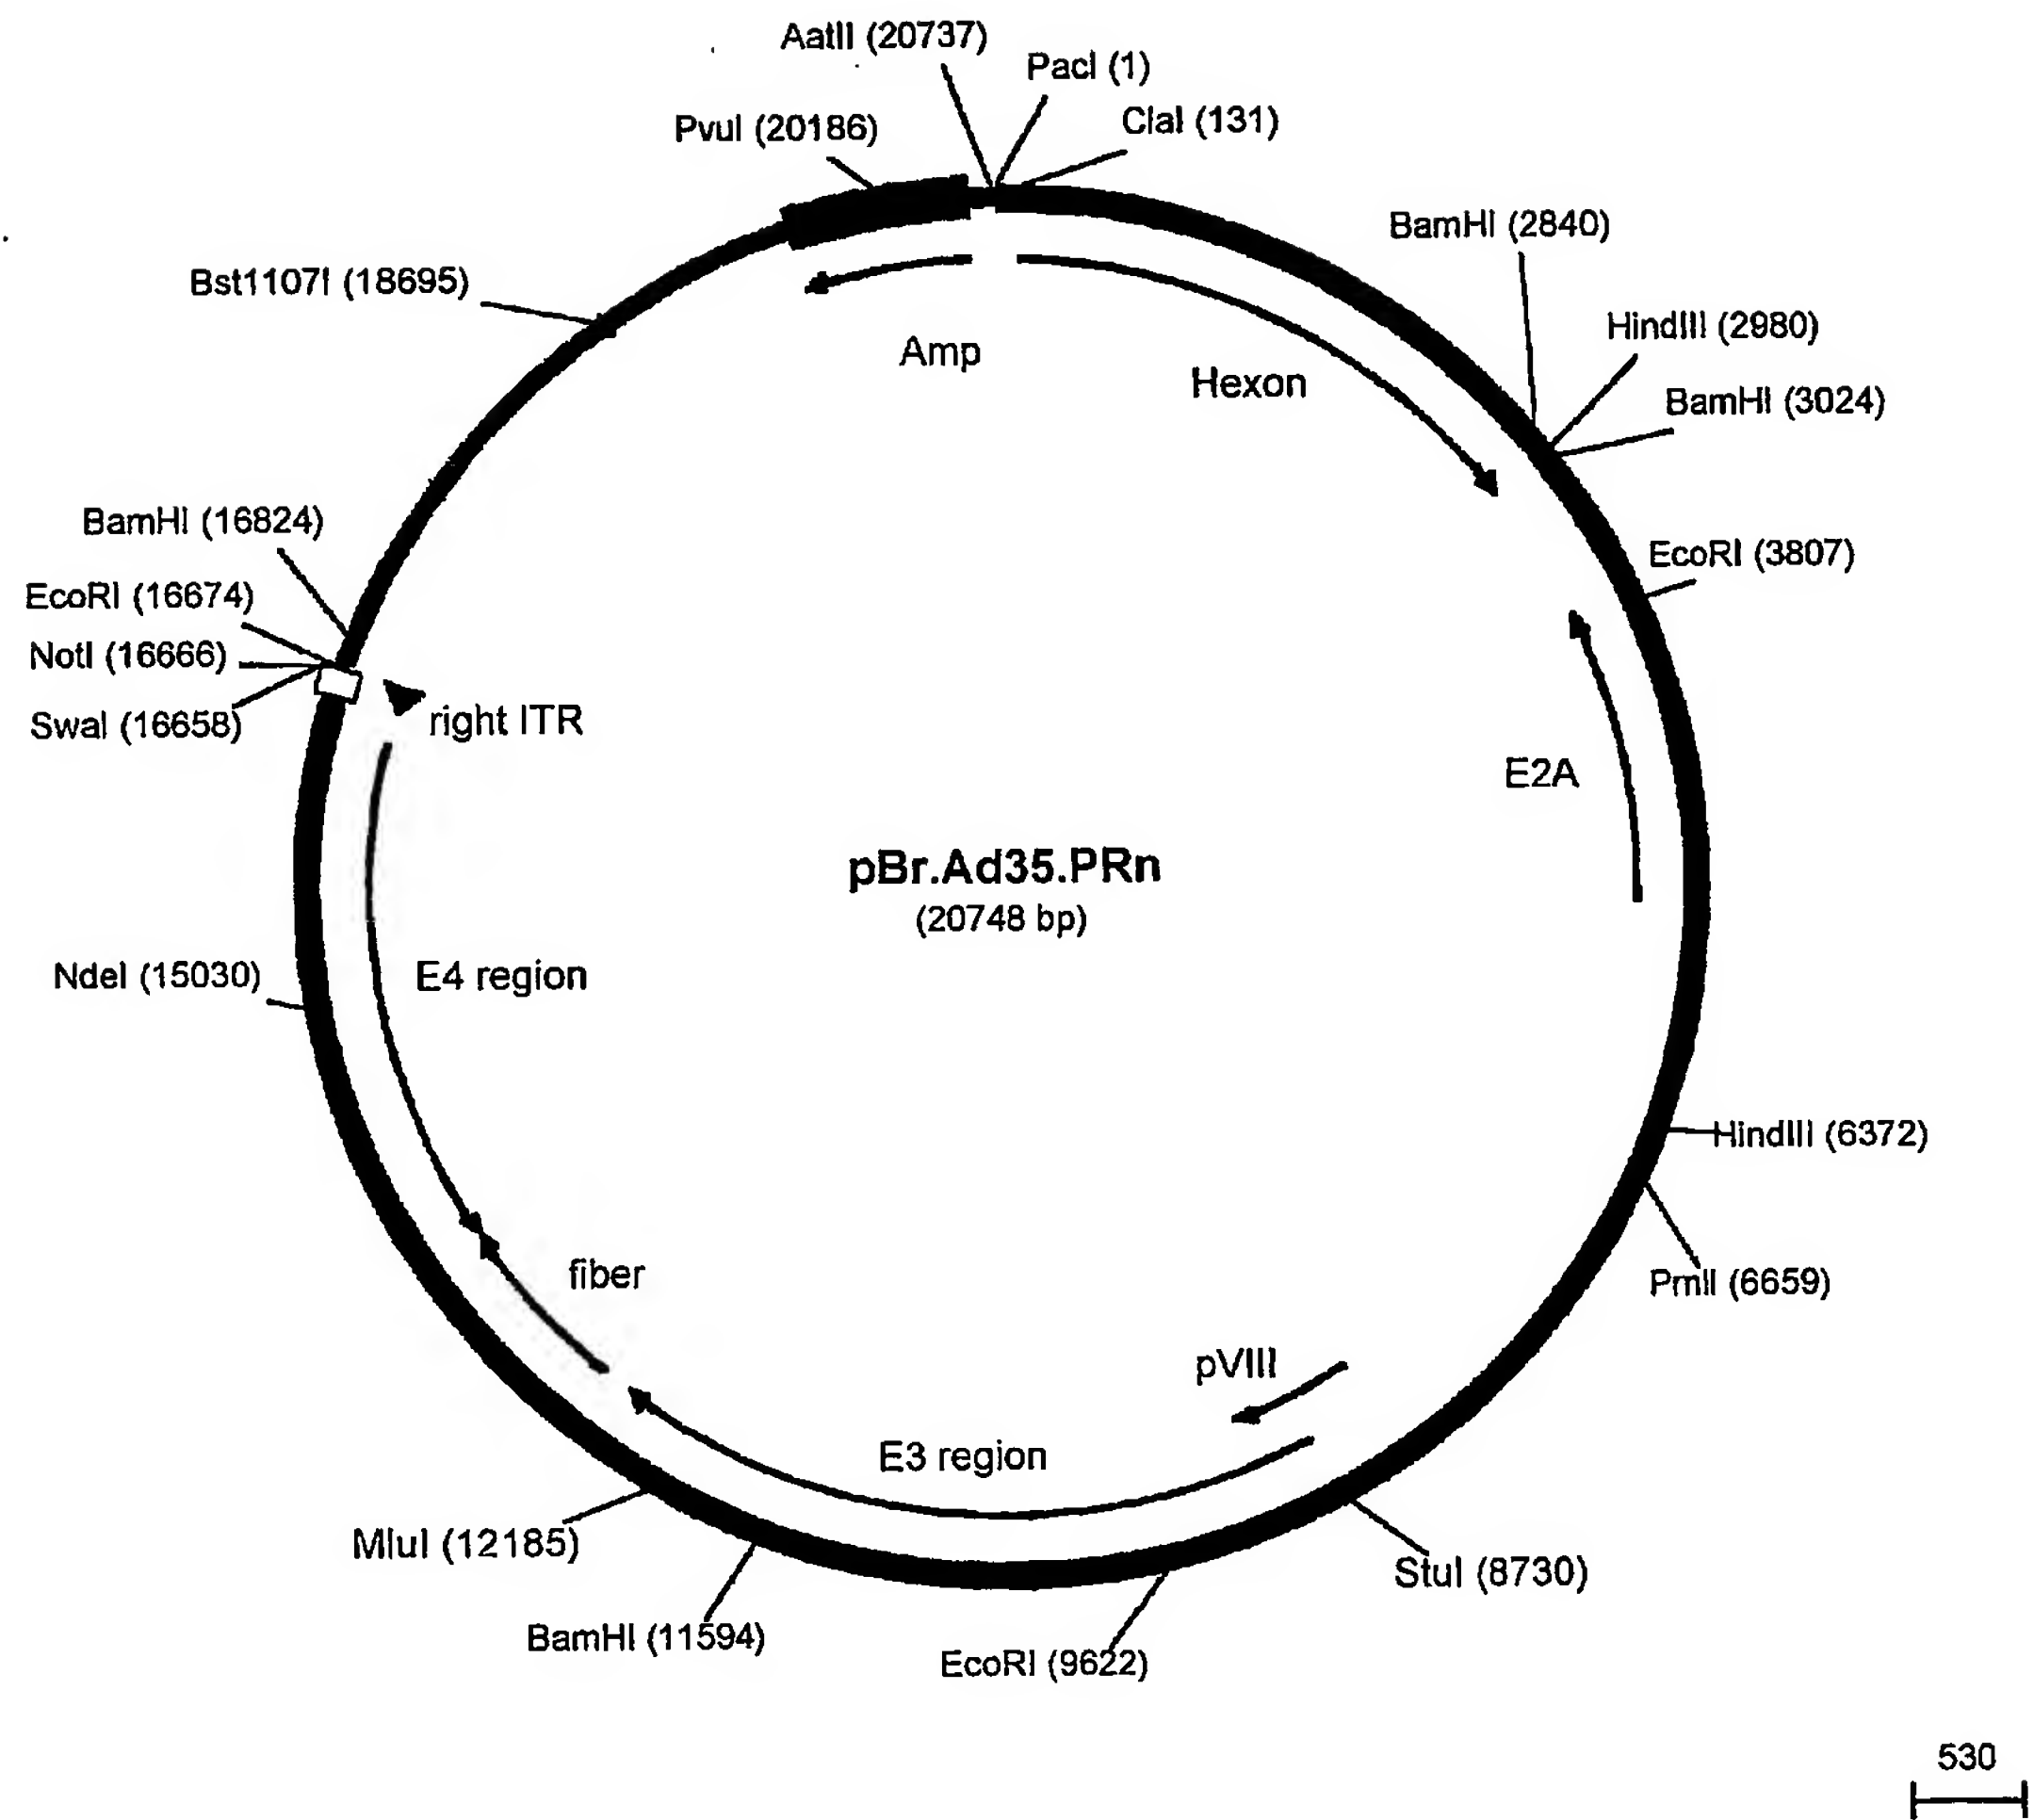 AatII (20737)
PacI (1)
ClaI (131)
PvuI (20186)
BamHI (2840)
Bst1107I (18695)
HindIII (2980)
Amp
Hexon
BamHI (3024)
BamHI (16824)
EcoRI (3807)
EcoRI (16674)
NotI (16666)
SwaI (16658)
right ITR
E2A
pBr.Ad35.PRn
(20748 bp)
NdeI (15030)
E4 region
HindIII (6372)
fiber
PmlI (6659)
pVIII
E3 region
MluI (12185)
StuI (8730)
BamHI (11594)
EcoRI (9622)
530